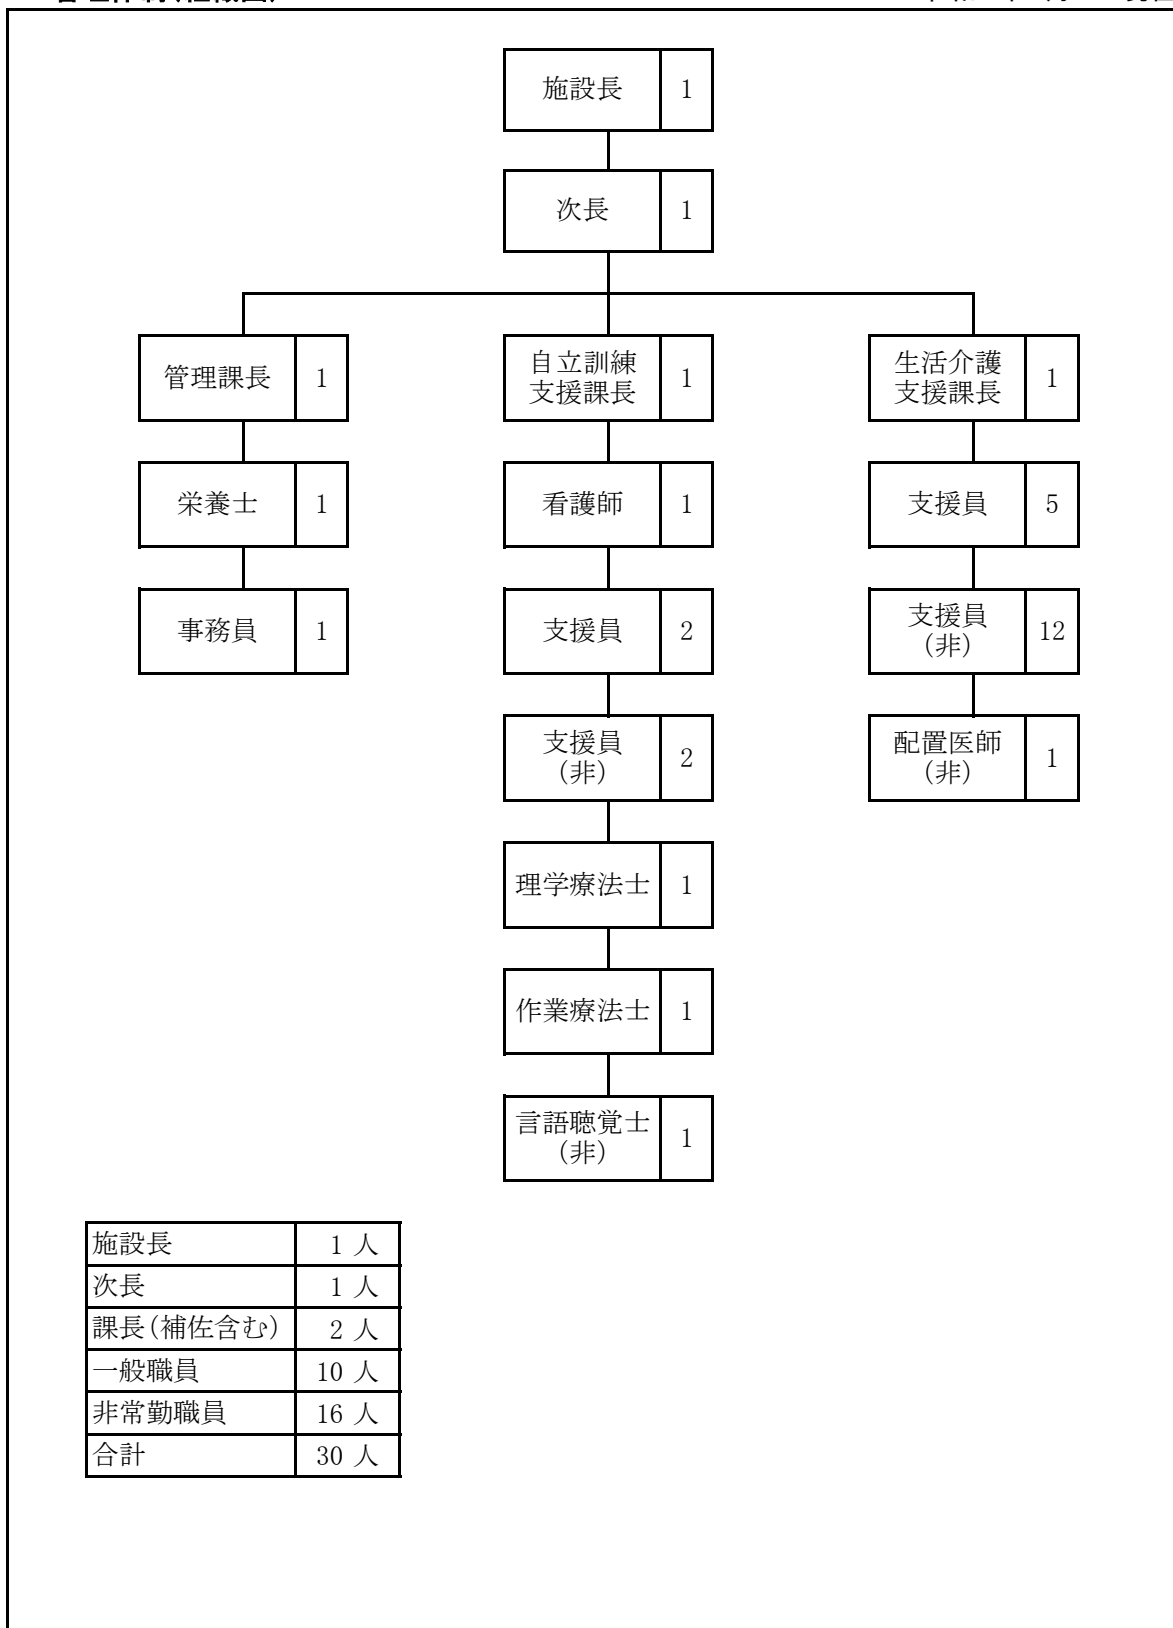 施設長 1
次長 1
管理課長 1
自立訓練
支援課長 1
生活介護
支援課長 1
栄養士 1
看護師 1
支援員 5
事務員 1
支援員 2
支援員
(非) 12
支援員
(非) 2
配置医師
(非) 1
理学療法士 1
作業療法士 1
言語聴覚士
(非) 1
施設長 1 人
次長 1 人
課長(補佐含む) 2 人
一般職員 10 人
非常勤職員 16 人
合計 30 人